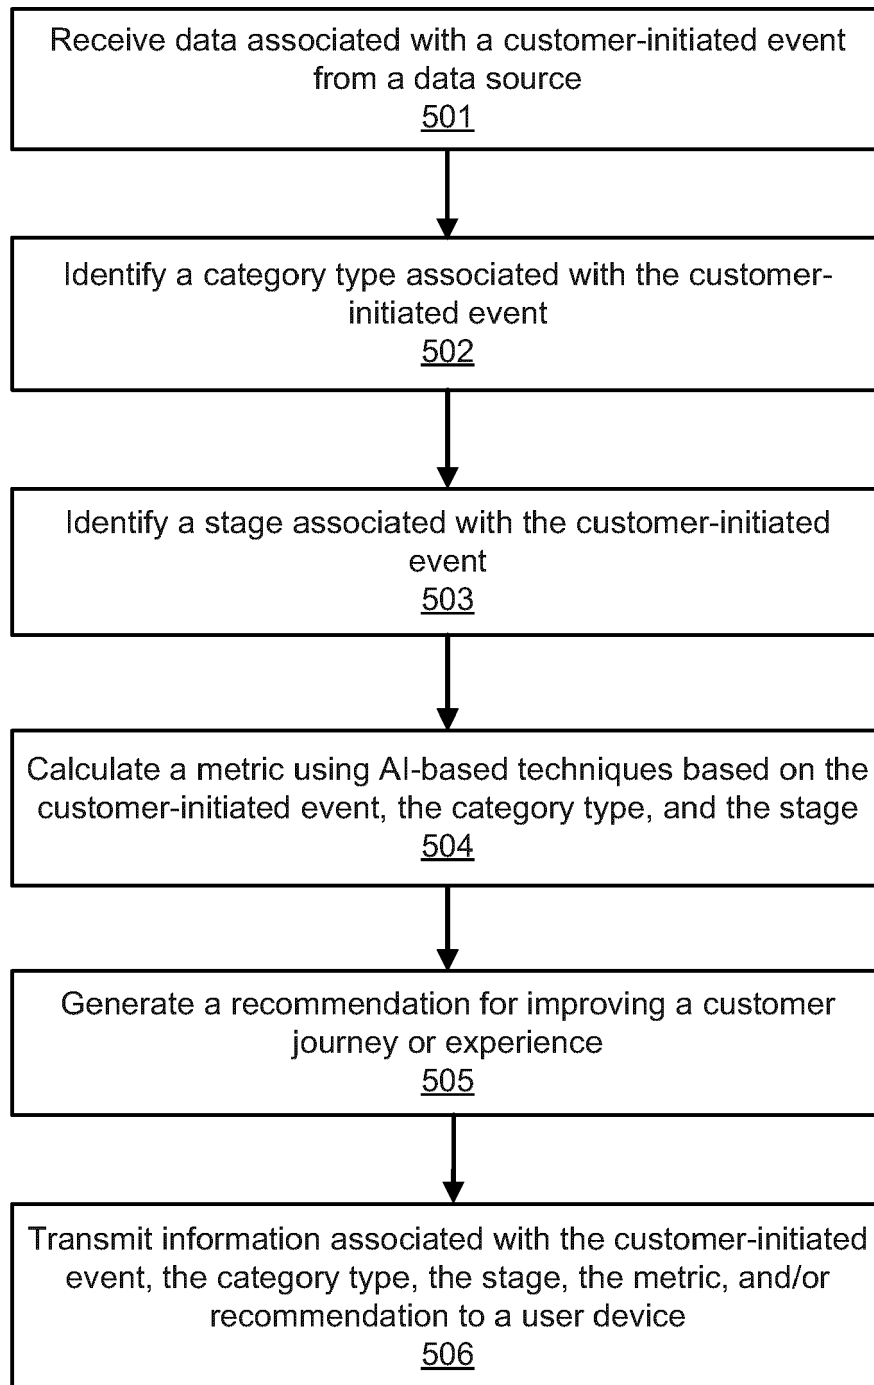 Receive data associated with a customer-initiated event
from a data source
501
Identify a category type associated with the customer-
initiated event
502
Identify a stage associated with the customer-initiated
event
503
Calculate a metric using AI-based techniques based on the
customer-initiated event, the category type, and the stage
504
Generate a recommendation for improving a customer
journey or experience
505
Transmit information associated with the customer-initiated
event, the category type, the stage, the metric, and/or
recommendation to a user device
506